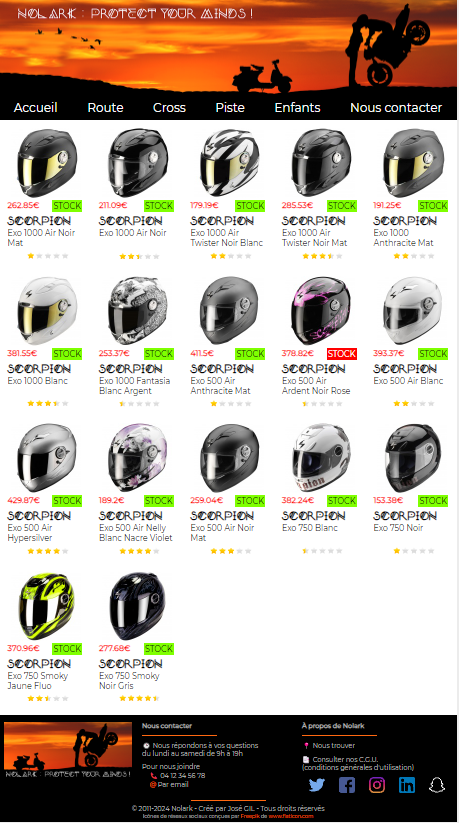 NOLARK : PROTECT YOUR MINDS !
Accueil Route Cross Piste Enfants Nous contacter
262.85€ STOCK 211.09€ STOCK 179.19€ STOCK 285.53€ STOCK 191.25€ STOCK
SCORPION SCORPION SCORPION SCORPION SCORPION
Exo 1000 Air Noir Exo 1000 Air Noir Exo 1000 Air Exo 1000 Air Exo 1000
Mat Twister Noir Blanc Twister Noir Mat Anthracite Mat
381.55€ STOCK 253.37€ STOCK 411.5€ STOCK 378.82€ STOCK 393.37€ STOCK
SCORPION SCORPION SCORPION SCORPION SCORPION
Exo 1000 Blanc Exo 1000 Fantasia Exo 500 Air Exo 500 Air Exo 500 Air Blanc
Blanc Argent Anthracite Mat Ardent Noir Rose
429.87€ STOCK 189.2€ STOCK 259.04€ STOCK 382.24€ STOCK 153.38€ STOCK
SCORPION SCORPION SCORPION SCORPION SCORPION
Exo 500 Air Exo 500 Air Nelly Exo 500 Air Noir Exo 750 Blanc Exo 750 Noir
Hypersilver Blanc Nacre Violet Mat
370.96€ STOCK 277.68€ STOCK
SCORPION SCORPION
Exo 750 Smoky Exo 750 Smoky
Jaune Fluo Noir Gris
NOLARK : PROTECT YOUR MINDS !
Nous contacter
Nous répondons à vos questions
du lundi au samedi de 9h à 19h
Pour nous joindre
04 12 34 56 78
Par email
À propos de Nolark
Nous trouver
Consulter nos C.G.U.
(conditions générales d'utilisation)
© 2011-2024 Nolark - Créé par José GIL - Tous droits réservés
Icônes de réseaux sociaux conçues par Freepik de www.flaticon.com